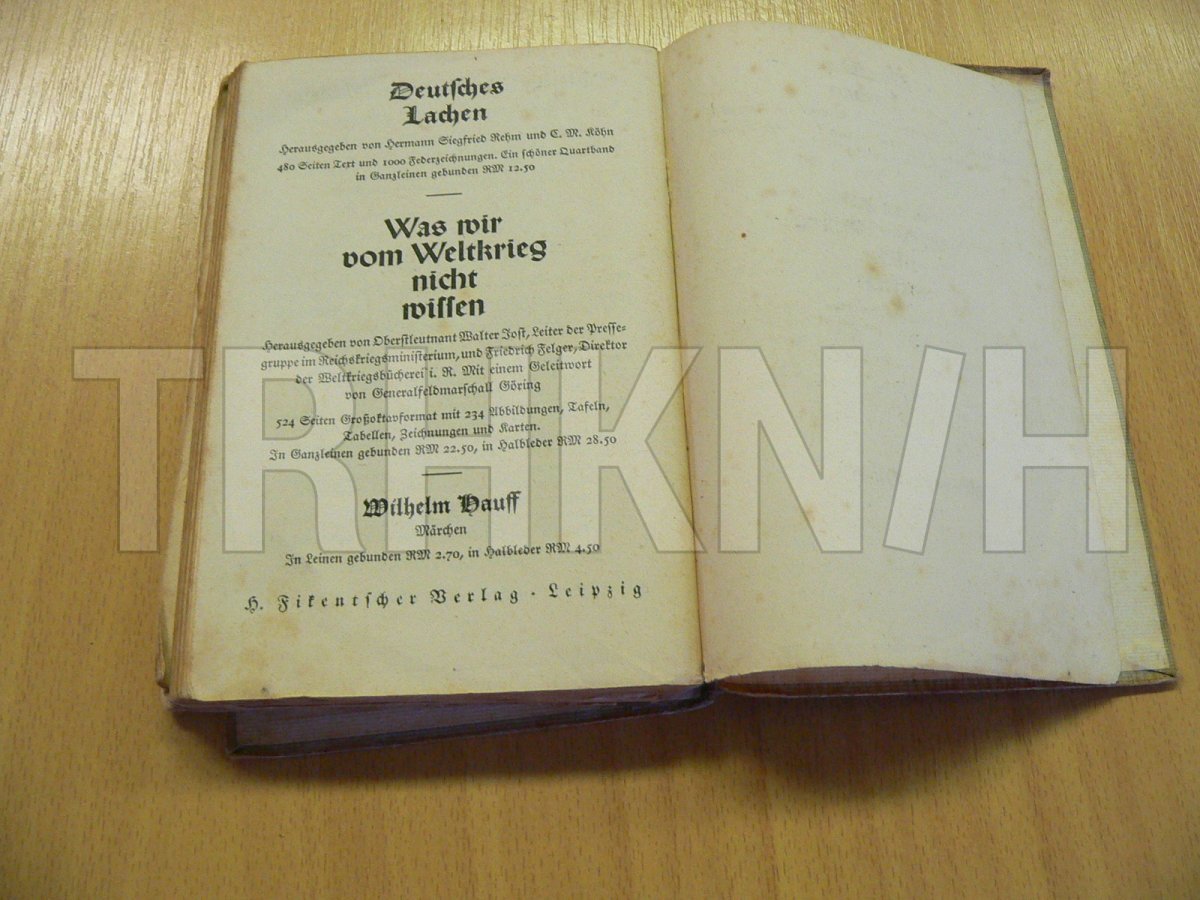 Deutsches
Lachen
Herausgegeben von Hermann Siegfried Rehm und C. M. Köhn
480 Seiten Text und 1000 Federzeichnungen. Ein schöner Quartband
in Ganzleinen gebunden RM 12.50
Was wir
vom Weltkrieg
nicht
wissen
Herausgegeben von Oberstleutnant Walter Jost, Leiter der Presse-
gruppe im Reichskriegsministerium, und Friedrich Felger, Direktor
der Weltkriegsbücherei i. R. Mit einem Geleitwort
von Generalfeldmarschall Göring
524 Seiten Großoktavformat mit 234 Abbildungen, Tafeln,
Tabellen, Zeichnungen und Karten.
In Ganzleinen gebunden RM 22.50, in Halbleder RM 28.50
Wilhelm Hauff
Märchen
In Leinen gebunden RM 2.70, in Halbleder RM 4.50
H. Fikentscher Verlag · Leipzig
TRHKN/H